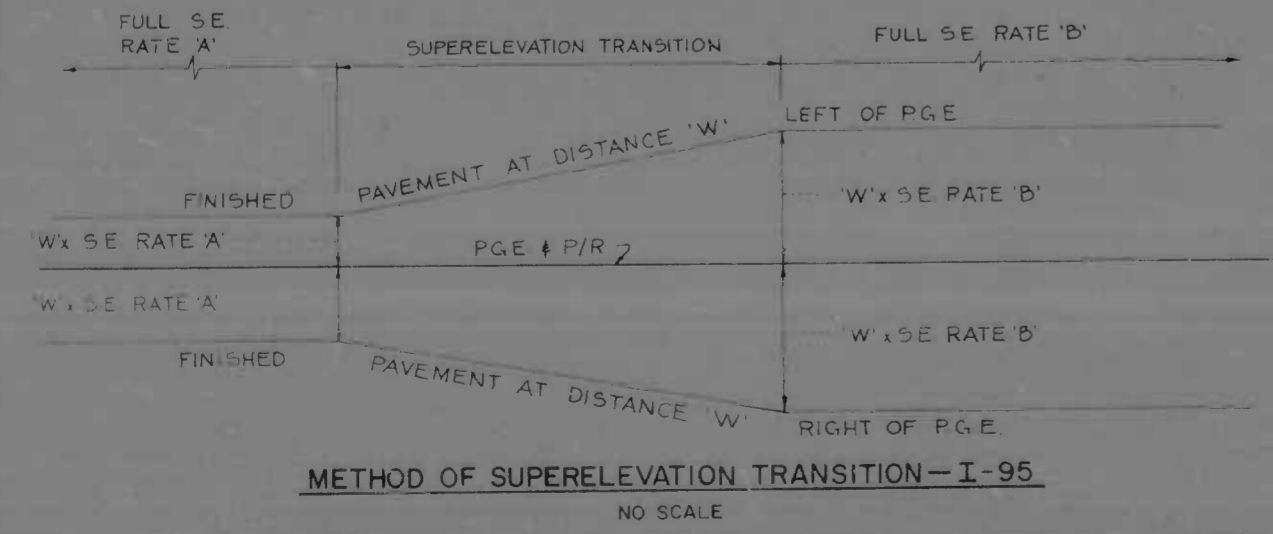 FULL SE.
RATE 'A'
SUPERELEVATION TRANSITION
FULL SE RATE 'B'
LEFT OF P.G.E
PAVEMENT AT DISTANCE 'W'
FINISHED
'W'x SE RATE 'B'
'W'x SE RATE 'A'
PGE & P/R
'W'x SE RATE 'A'
'W'x SE RATE 'B'
FINISHED
PAVEMENT AT DISTANCE 'W'
RIGHT OF P.G.E.
METHOD OF SUPERELEVATION TRANSITION—I-95
NO SCALE